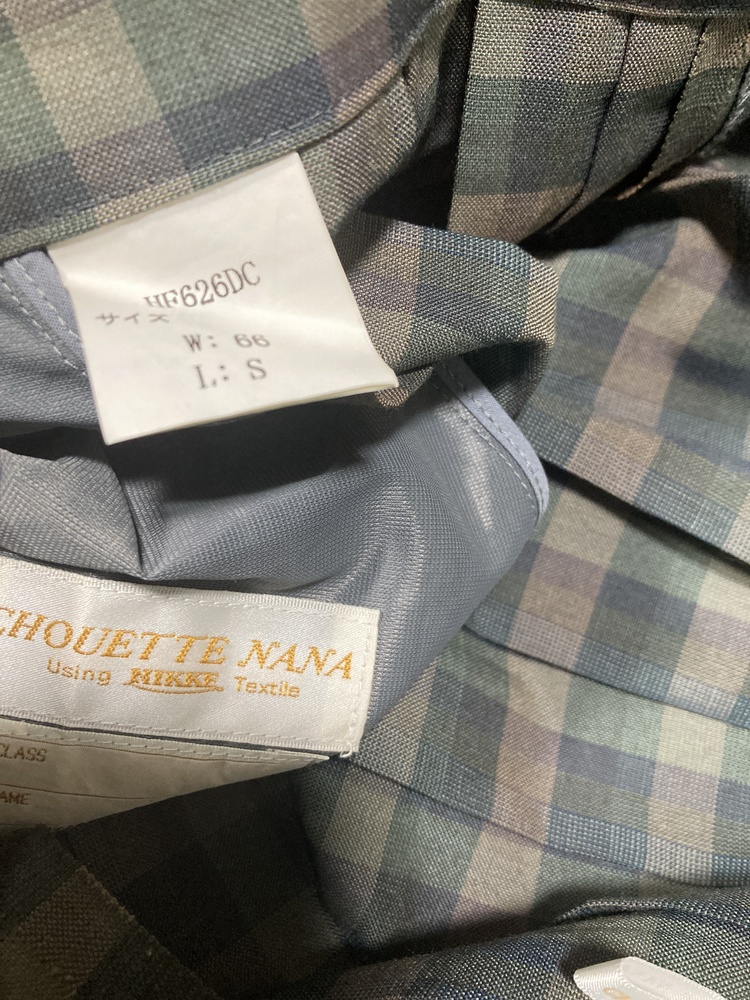 HF626DC
サイズ
W: 66
L: S
CHOUETTE NANA
Using NIKKE Textile
CLASS
AME